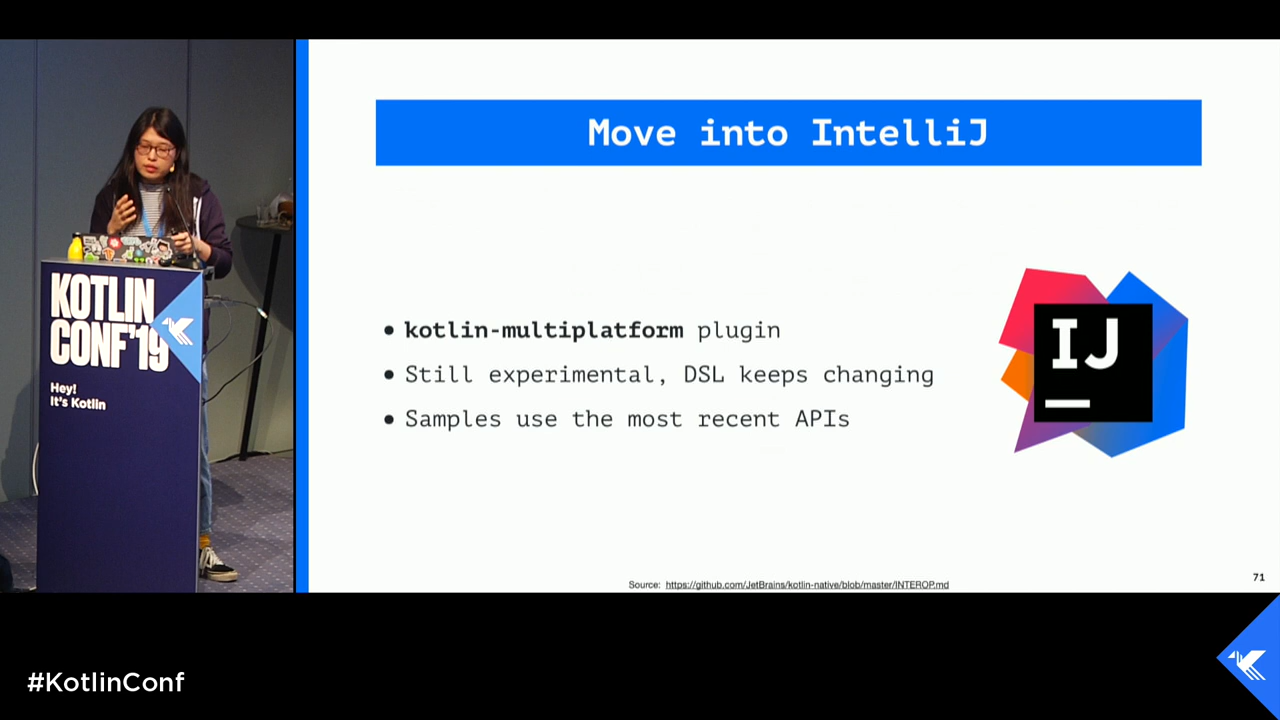 Move into IntelliJ
KOTLIN
CONF'19
Hey!
It's Kotlin
• kotlin-multiplatform plugin
• Still experimental, DSL keeps changing
• Samples use the most recent APIs
IJ
Source: https://github.com/JetBrains/kotlin-native/blob/master/INTEROP.md
71
#KotlinConf